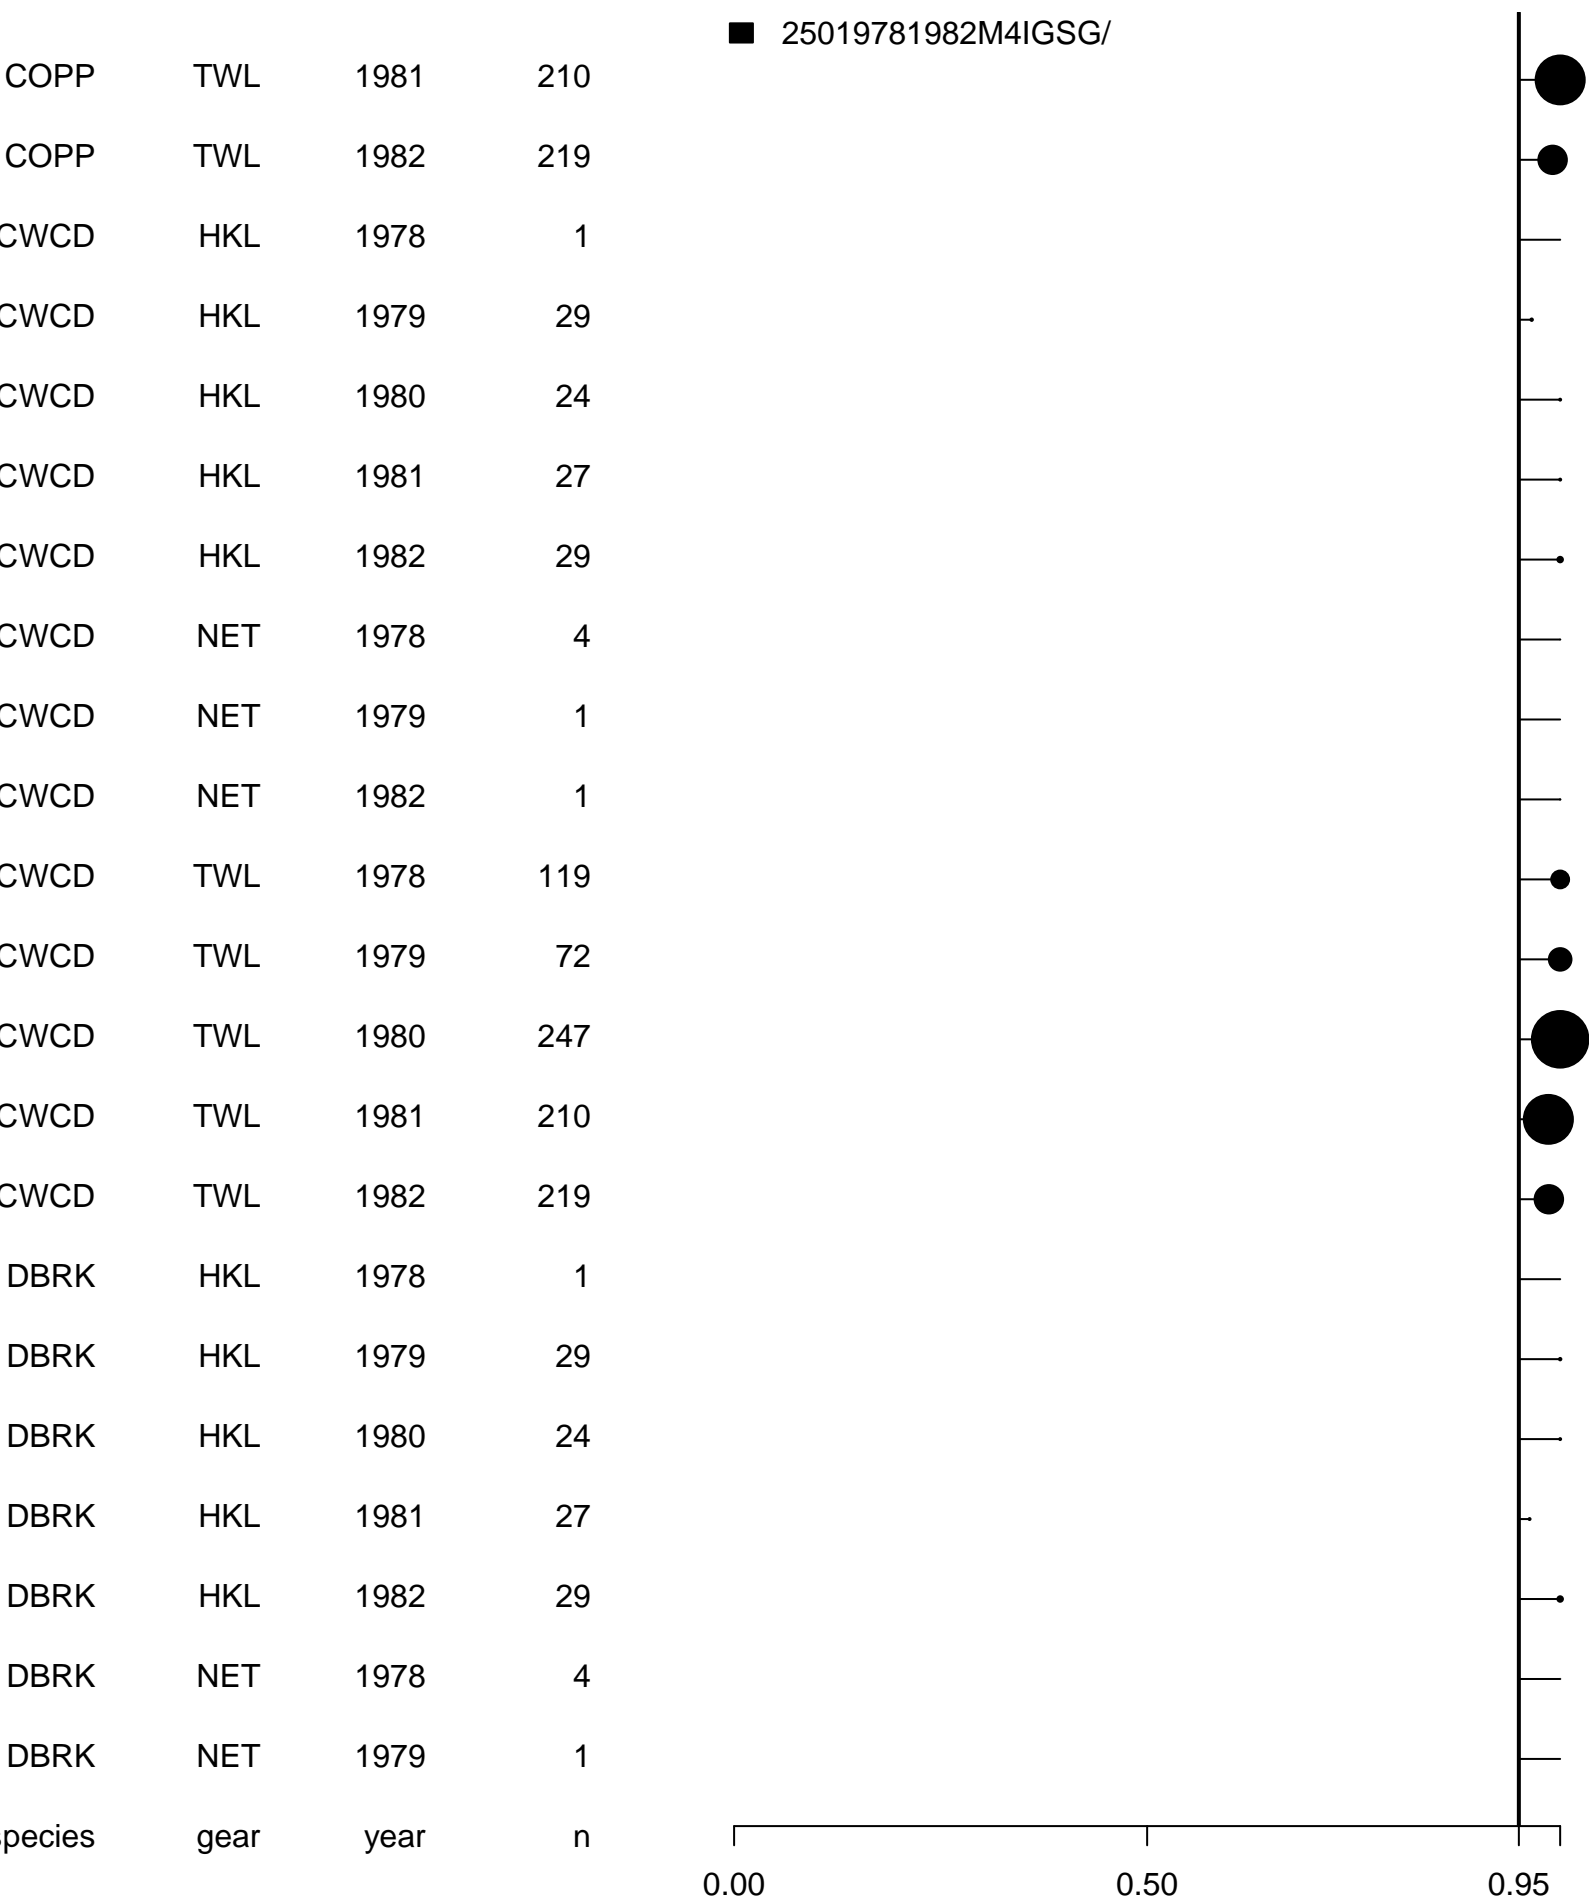 25019781982M4IGSG/
COPP TWL 1981 210
COPP TWL 1982 219
CWCD HKL 1978 1
CWCD HKL 1979 29
CWCD HKL 1980 24
CWCD HKL 1981 27
CWCD HKL 1982 29
CWCD NET 1978 4
CWCD NET 1979 1
CWCD NET 1982 1
CWCD TWL 1978 119
CWCD TWL 1979 72
CWCD TWL 1980 247
CWCD TWL 1981 210
CWCD TWL 1982 219
DBRK HKL 1978 1
DBRK HKL 1979 29
DBRK HKL 1980 24
DBRK HKL 1981 27
DBRK HKL 1982 29
DBRK NET 1978 4
DBRK NET 1979 1
species gear year n
0.00 0.50 0.95